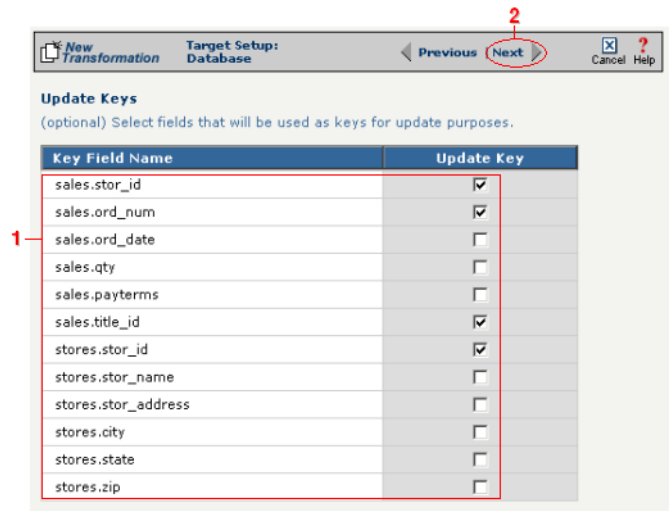 2
New Transformation
Target Setup: Database
Previous
Next
Cancel
Help
Update Keys
(optional) Select fields that will be used as keys for update purposes.
Key Field Name Update Key
1
sales.stor_id
sales.ord_num
sales.ord_date
sales.qty
sales.payterms
sales.title_id
stores.stor_id
stores.stor_name
stores.stor_address
stores.city
stores.state
stores.zip